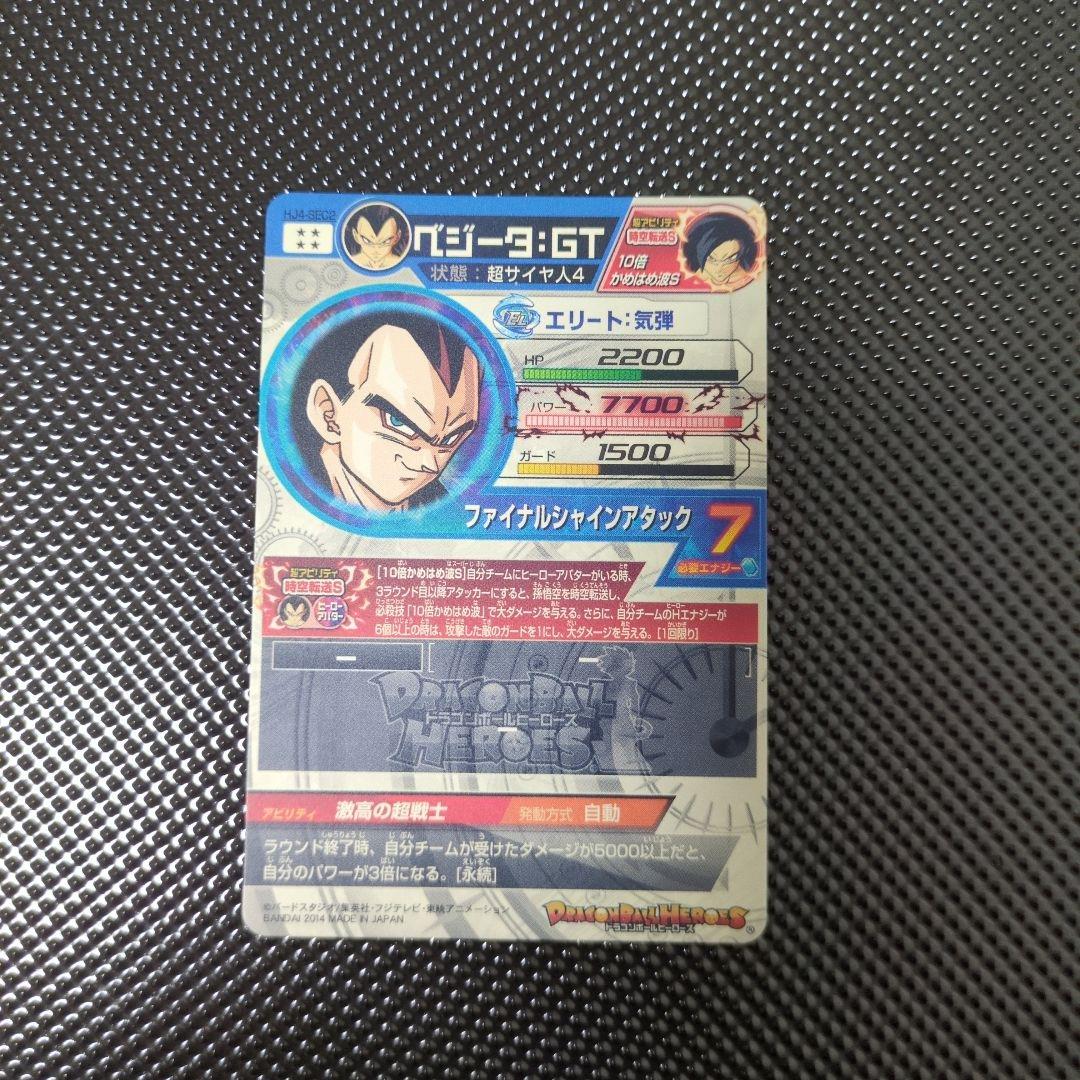 HJ4-SEC2
★★
★★
ベジータ:GT
状態：超サイヤ人4
超アビリティ
時空転送S
10倍
かめはめ波S
EL エリート:気弾
HP 2200
パワー 7700
ガード 1500
ファイナルシャインアタック
7
必要エナジー
超アビリティ
時空転送S
ヒーロー
アバター
[10倍かめはめ波S]自分チームにヒーローアバターがいる時、
3ラウンド目以降アタッカーにすると、孫悟空を時空転送し、
必殺技「10倍かめはめ波」で大ダメージを与える。さらに、自分チームのHエナジーが
6個以上の時は、攻撃した敵のガードを1にし、大ダメージを与える。[1回限り]
ー [ ー ]
ー
DRAGON BALL
ドラゴンボールヒーローズ
HEROES
アビリティ 激高の超戦士 発動方式 自動
ラウンド終了時、自分チームが受けたダメージが5000以上だと、
自分のパワーが3倍になる。[永続]
©バードスタジオ/集英社・フジテレビ・東映アニメーション
BANDAI 2014 MADE IN JAPAN
DRAGON BALL HEROES
ドラゴンボールヒーローズ